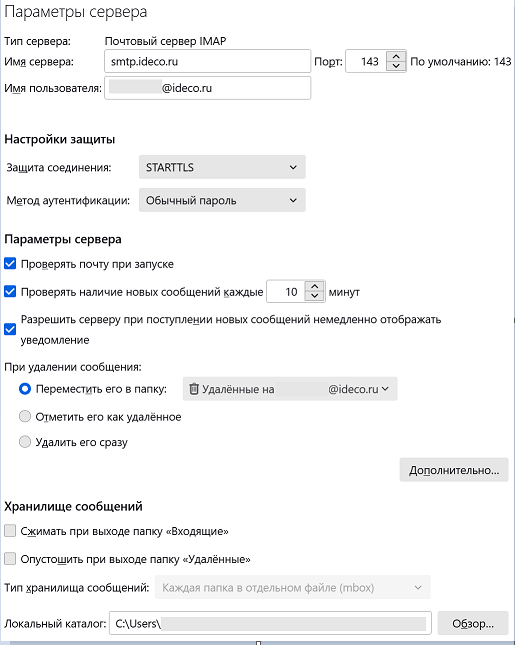 Параметры сервера
Тип сервера: Почтовый сервер IMAP
Имя сервера: smtp.ideco.ru Порт: 143 По умолчанию: 143
Имя пользователя: @ideco.ru
Настройки защиты
Защита соединения: STARTTLS
Метод аутентификации: Обычный пароль
Параметры сервера
Проверять почту при запуске
Проверять наличие новых сообщений каждые 10 минут
Разрешить серверу при поступлении новых сообщений немедленно отображать
уведомление
При удалении сообщения:
Переместить его в папку: Удалённые на @ideco.ru
Отметить его как удалённое
Удалить его сразу
Дополнительно...
Хранилище сообщений
Сжимать при выходе папку «Входящие»
Опустошить при выходе папку «Удалённые»
Тип хранилища сообщений: Каждая папка в отдельном файле (mbox)
Локальный каталог: C:\Users\ Обзор...